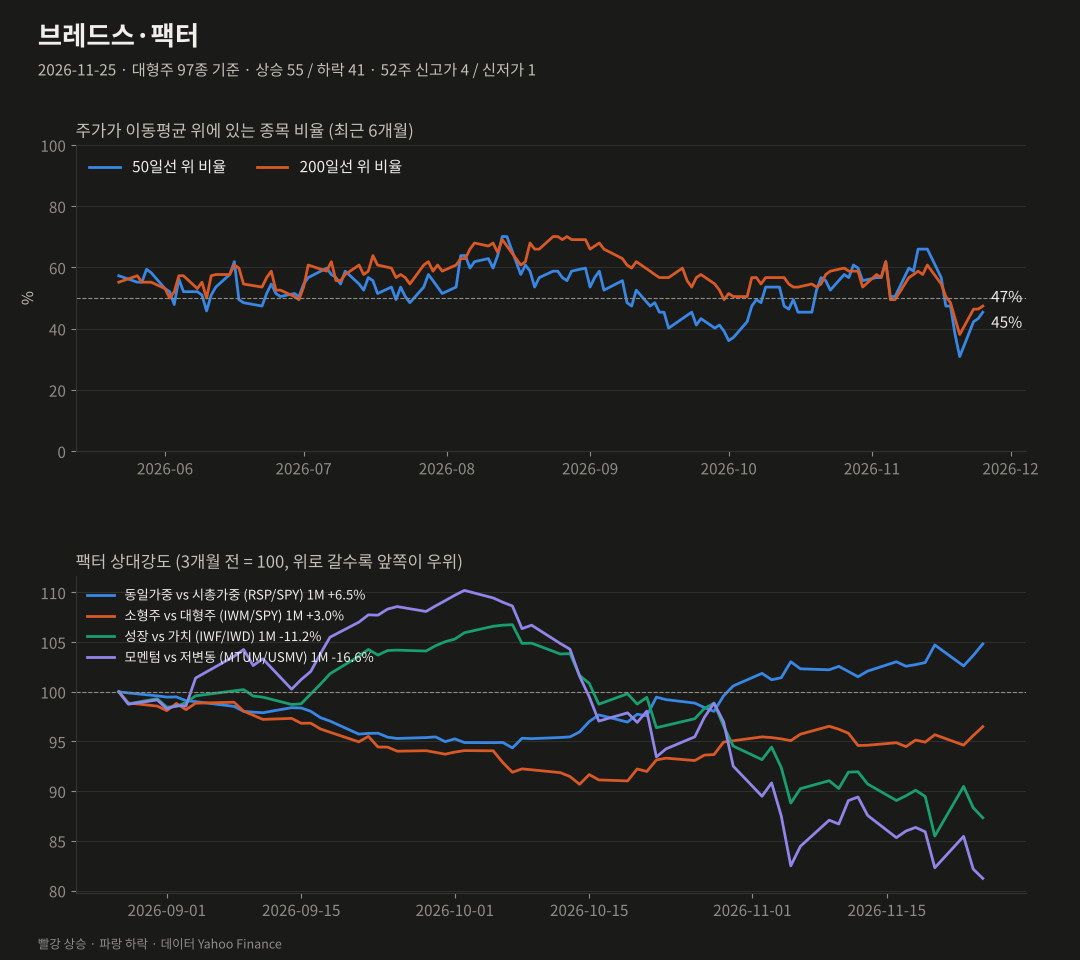 브레드스·팩터
2026-11-25 · 대형주 97종 기준 · 상승 55 / 하락 41 · 52주 신고가 4 / 신저가 1
주가가 이동평균 위에 있는 종목 비율 (최근 6개월)
50일선 위 비율
200일선 위 비율
%
100
80
60
40
20
0
47%
45%
2026-06
2026-07
2026-08
2026-09
2026-10
2026-11
2026-12
팩터 상대강도 (3개월 전 = 100, 위로 갈수록 앞쪽이 우위)
동일가중 vs 시총가중 (RSP/SPY) 1M +6.5%
소형주 vs 대형주 (IWM/SPY) 1M +3.0%
성장 vs 가치 (IWF/IWD) 1M -11.2%
모멘텀 vs 저변동 (MTUM/USMV) 1M -16.6%
110
105
100
95
90
85
80
2026-09-01
2026-09-15
2026-10-01
2026-10-15
2026-11-01
2026-11-15
빨강 상승 · 파랑 하락 · 데이터 Yahoo Finance